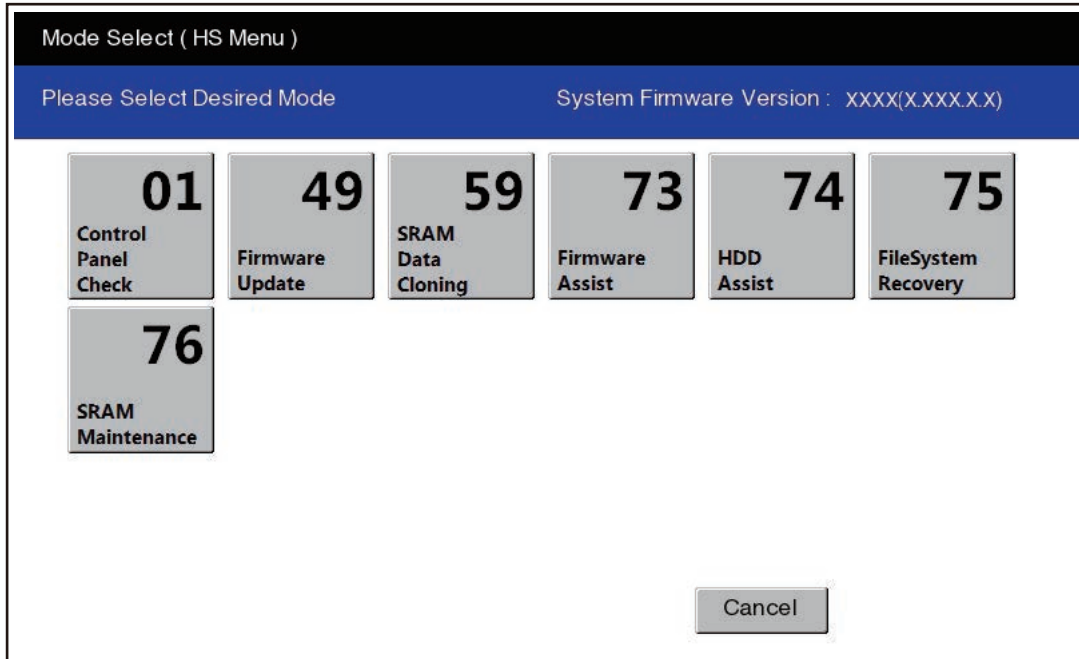 Mode Select ( HS Menu )
Please Select Desired Mode
System Firmware Version : XXXX(X.XXX.X.X)
01
Control
Panel
Check
49
Firmware
Update
59
SRAM
Data
Cloning
73
Firmware
Assist
74
HDD
Assist
75
FileSystem
Recovery
76
SRAM
Maintenance
Cancel